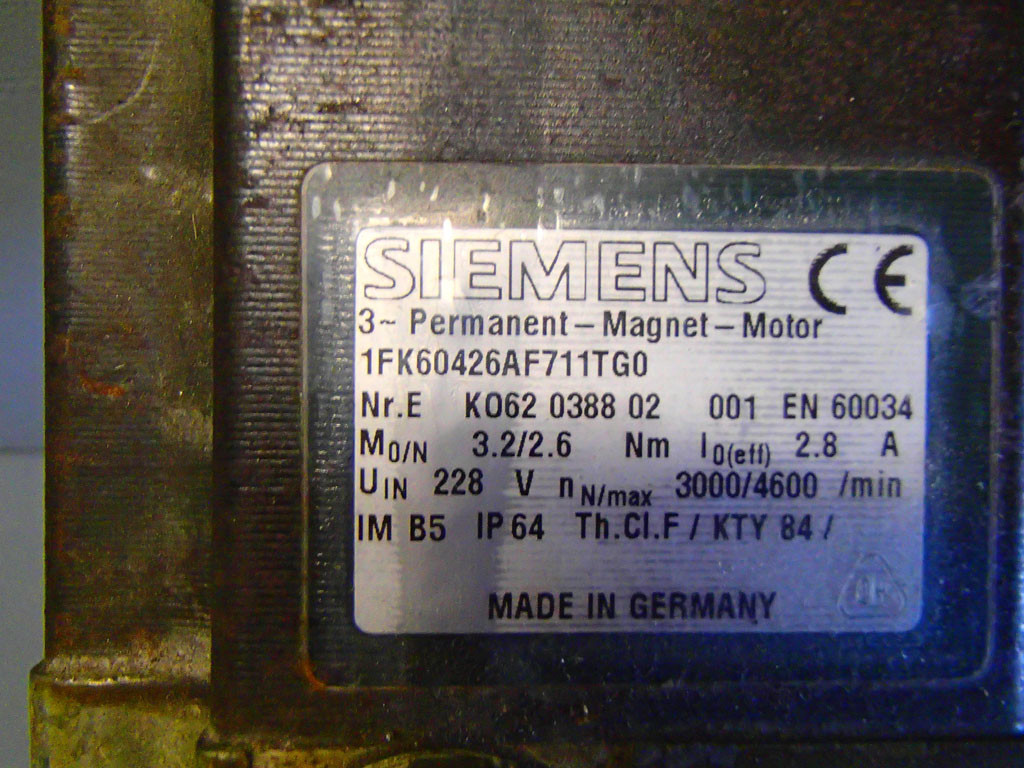 SIEMENS CE
3~ Permanent-Magnet-Motor
1FK60426AF711TG0
Nr.E K062 0388 02 001 EN 60034
M0/N 3.2/2.6 Nm I0(eff) 2.8 A
UIN 228 V nN/max 3000/4600 /min
IM B5 IP 64 Th.Cl.F / KTY 84 /
MADE IN GERMANY